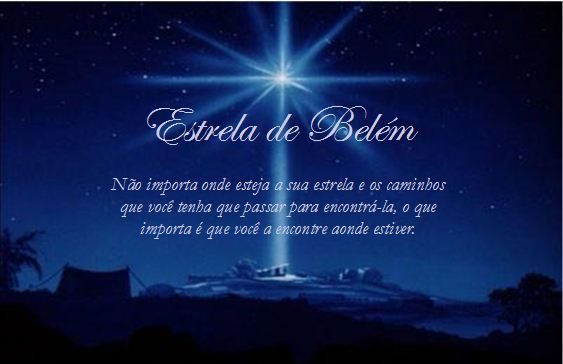 Estrela de Belém
Não importa onde esteja a sua estrela e os caminhos
que você tenha que passar para encontrá-la, o que
importa é que você a encontre aonde estiver.